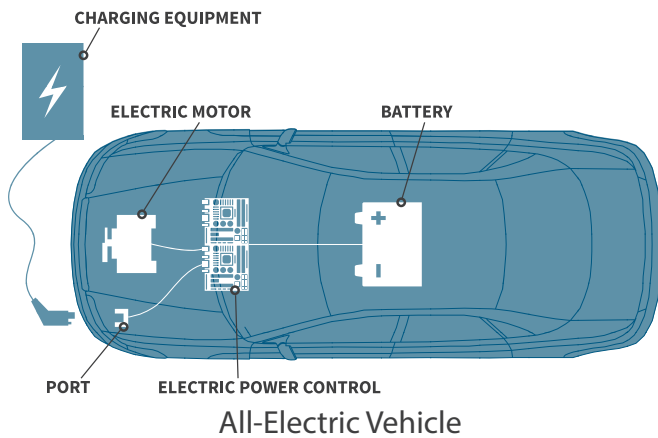 CHARGING EQUIPMENT
ELECTRIC MOTOR
BATTERY
PORT
ELECTRIC POWER CONTROL
All-Electric Vehicle